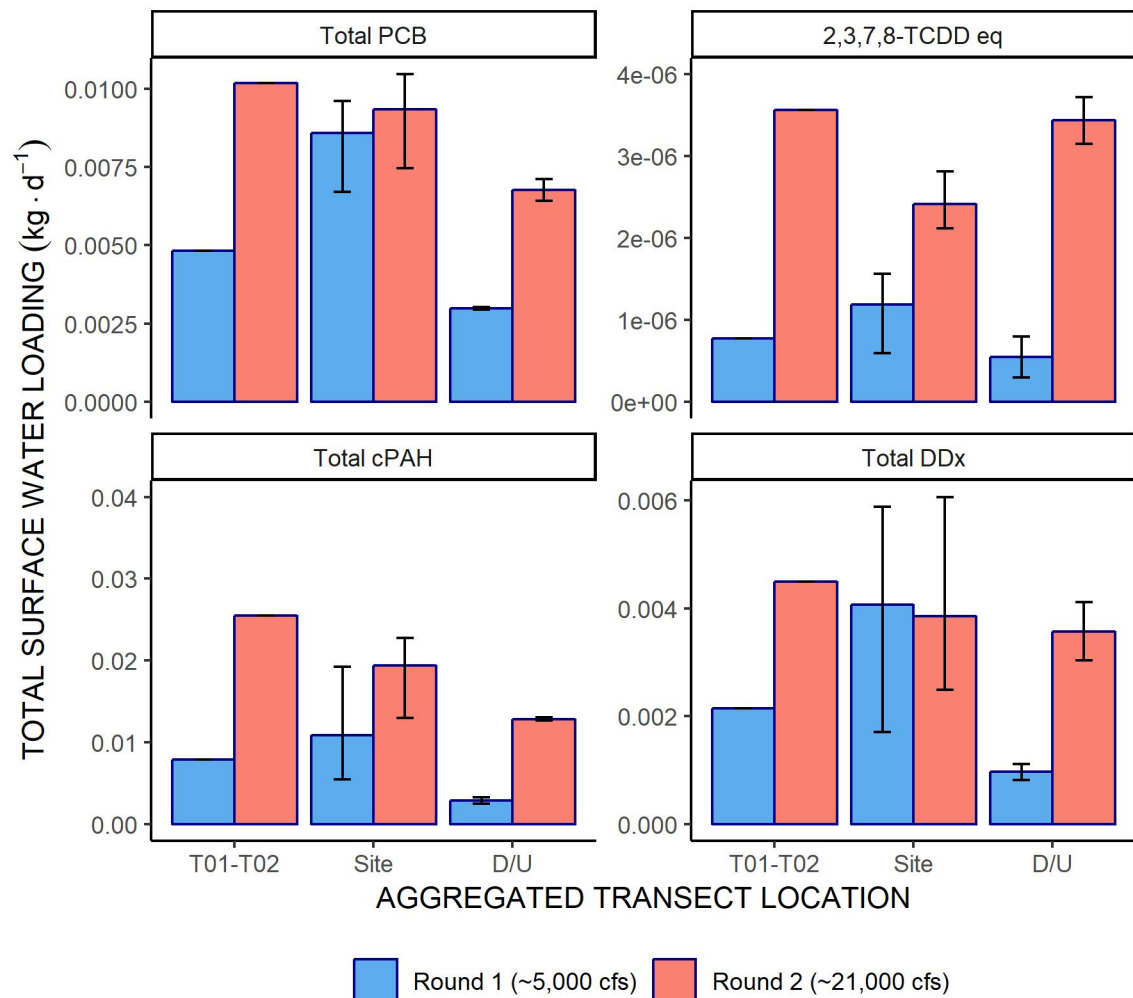 Total PCB
2,3,7,8-TCDD eq
0.0100
0.0075
0.0050
0.0025
0.0000
4e-06
3e-06
2e-06
1e-06
0e+00
Total cPAH
Total DDx
0.04
0.03
0.02
0.01
0.00
0.006
0.004
0.002
0.000
TOTAL SURFACE WATER LOADING (kg · d⁻¹)
T01-T02 Site D/U
T01-T02 Site D/U
AGGREGATED TRANSECT LOCATION
Round 1 (~5,000 cfs) Round 2 (~21,000 cfs)